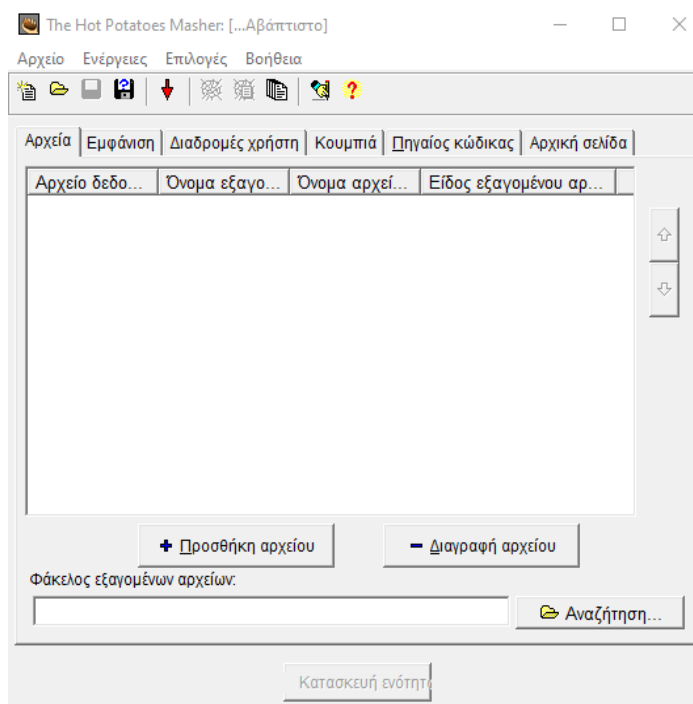 The Hot Potatoes Masher: [...Αβάπτιστο]
Αρχείο Ενέργειες Επιλογές Βοήθεια
Αρχεία Εμφάνιση Διαδρομές χρήστη Κουμπιά Πηγαίος κώδικας Αρχική σελίδα
Αρχείο δεδο... Όνομα εξαγο... Όνομα αρχεί... Είδος εξαγομένου αρ...
Προσθήκη αρχείου Διαγραφή αρχείου
Φάκελος εξαγομένων αρχείων:
Αναζήτηση...
Κατασκευή ενότητα